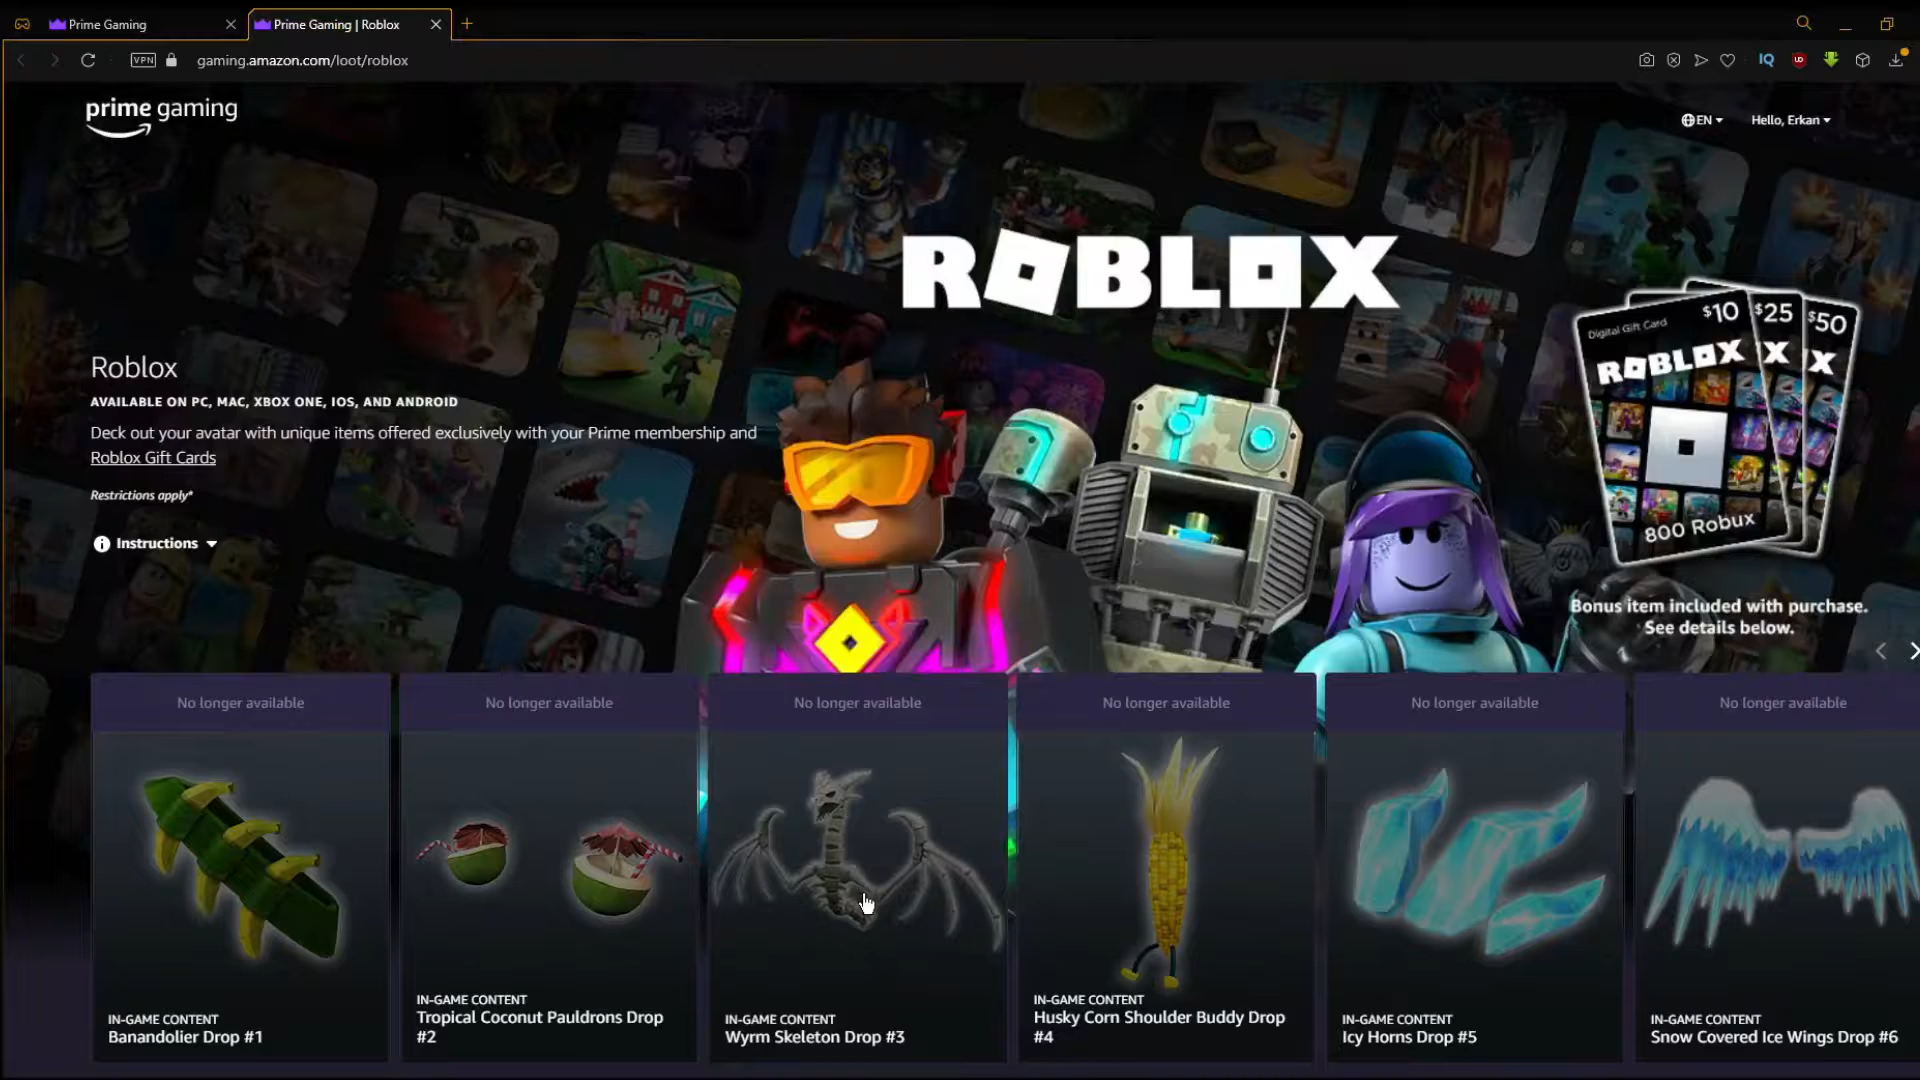 Prime Gaming
Prime Gaming | Roblox
VPN
gaming.amazon.com/loot/roblox
IQ
prime gaming
EN
Hello, Erkan
ROBLOX
$10
$25
$50
Digital Gift Card
ROBLOX
X
X
800 Robux
Roblox
AVAILABLE ON PC, MAC, XBOX ONE, IOS, AND ANDROID
Deck out your avatar with unique items offered exclusively with your Prime membership and
Roblox Gift Cards
Restrictions apply*
Instructions
Bonus item included with purchase.
See details below.
No longer available
No longer available
No longer available
No longer available
No longer available
No longer available
IN-GAME CONTENT
Banandolier Drop #1
IN-GAME CONTENT
Tropical Coconut Pauldrons Drop
#2
IN-GAME CONTENT
Wyrm Skeleton Drop #3
IN-GAME CONTENT
Husky Corn Shoulder Buddy Drop
#4
IN-GAME CONTENT
Icy Horns Drop #5
IN-GAME CONTENT
Snow Covered Ice Wings Drop #6